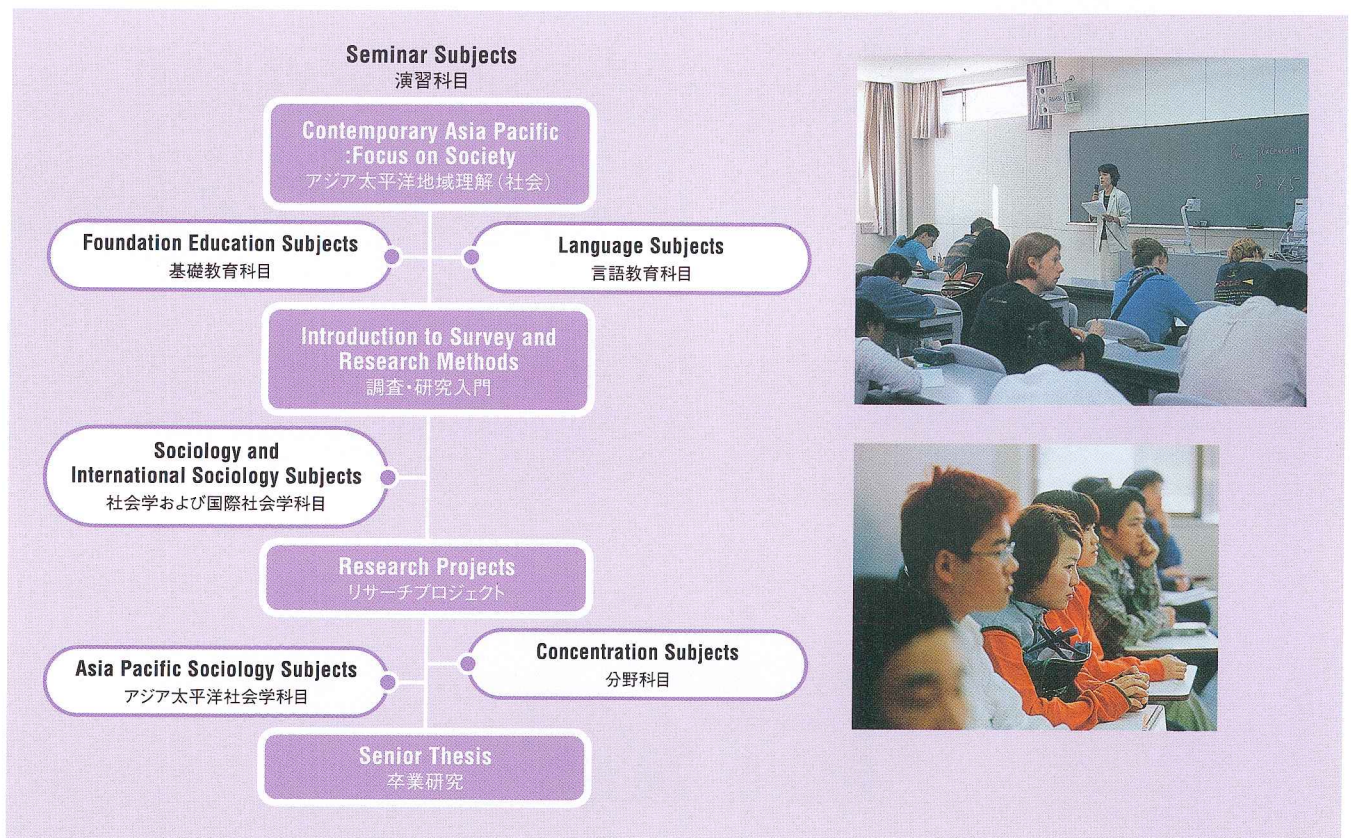 Seminar Subjects
演習科目
Contemporary Asia Pacific
:Focus on Society
アジア太平洋地域理解(社会)
Foundation Education Subjects
基礎教育科目
Language Subjects
言語教育科目
Introduction to Survey and
Research Methods
調査・研究入門
Sociology and
International Sociology Subjects
社会学および国際社会学科目
Research Projects
リサーチプロジェクト
Asia Pacific Sociology Subjects
アジア太平洋社会学科目
Concentration Subjects
分野科目
Senior Thesis
卒業研究